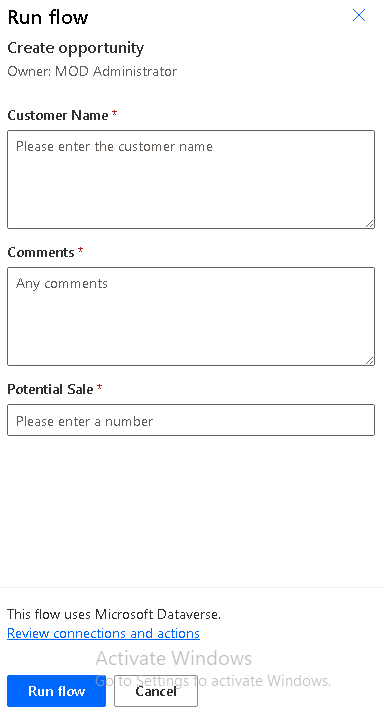 Run flow
Create opportunity
Owner: MOD Administrator
Customer Name *
Please enter the customer name
Comments *
Any comments
Potential Sale *
Please enter a number
This flow uses Microsoft Dataverse.
Review connections and actions
Activate Windows
Go to Settings to activate Windows.
Run flow
Cancel